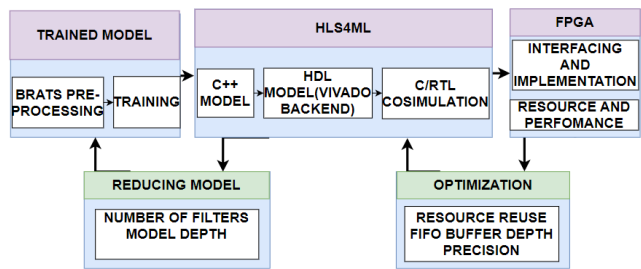 TRAINED MODEL
BRATS PRE-
PROCESSING
TRAINING
HLS4ML
C++
MODEL
HDL
MODEL(VIVADO
BACKEND)
C/RTL
COSIMULATION
FPGA
INTERFACING
AND
IMPLEMENTATION
RESOURCE AND
PERFOMANCE
REDUCING MODEL
NUMBER OF FILTERS
MODEL DEPTH
OPTIMIZATION
RESOURCE REUSE
FIFO BUFFER DEPTH
PRECISION